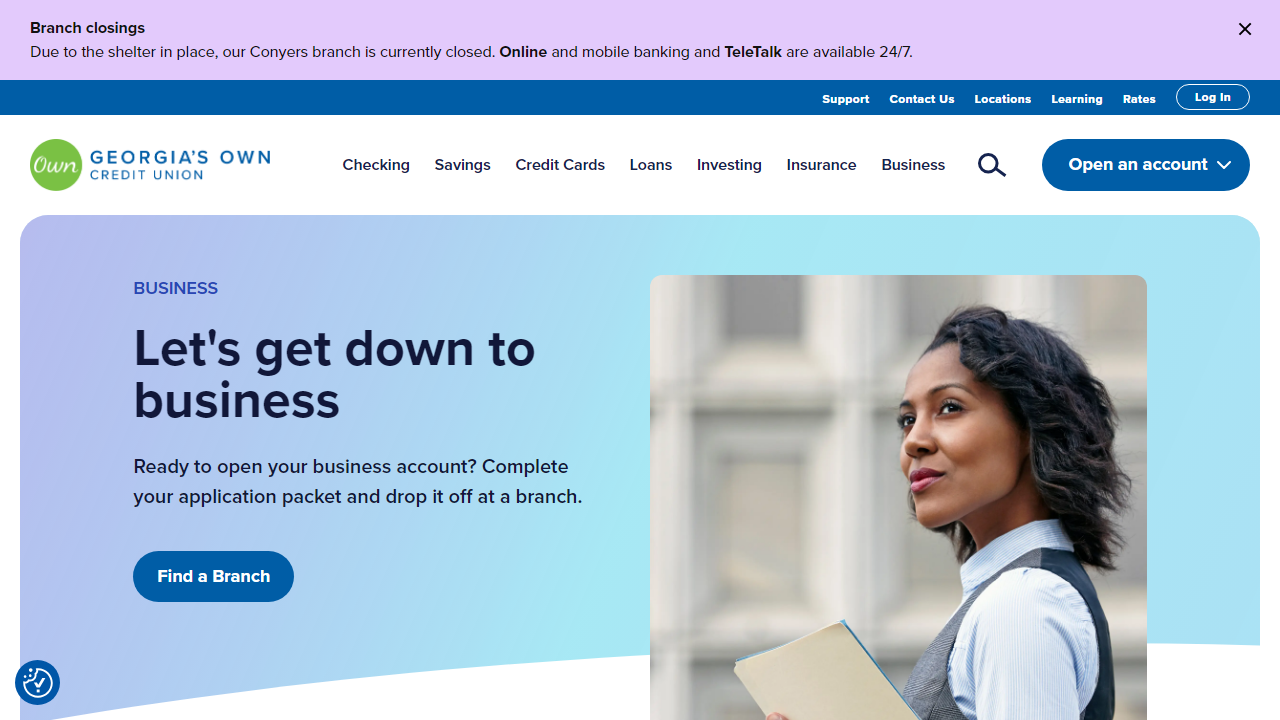 Branch closings
Due to the shelter in place, our Conyers branch is currently closed. Online and mobile banking and TeleTalk are available 24/7.
Support Contact Us Locations Learning Rates Log In
Own GEORGIA'S OWN
CREDIT UNION
Checking Savings Credit Cards Loans Investing Insurance Business Open an account
BUSINESS
Let's get down to
business
Ready to open your business account? Complete
your application packet and drop it off at a branch.
Find a Branch